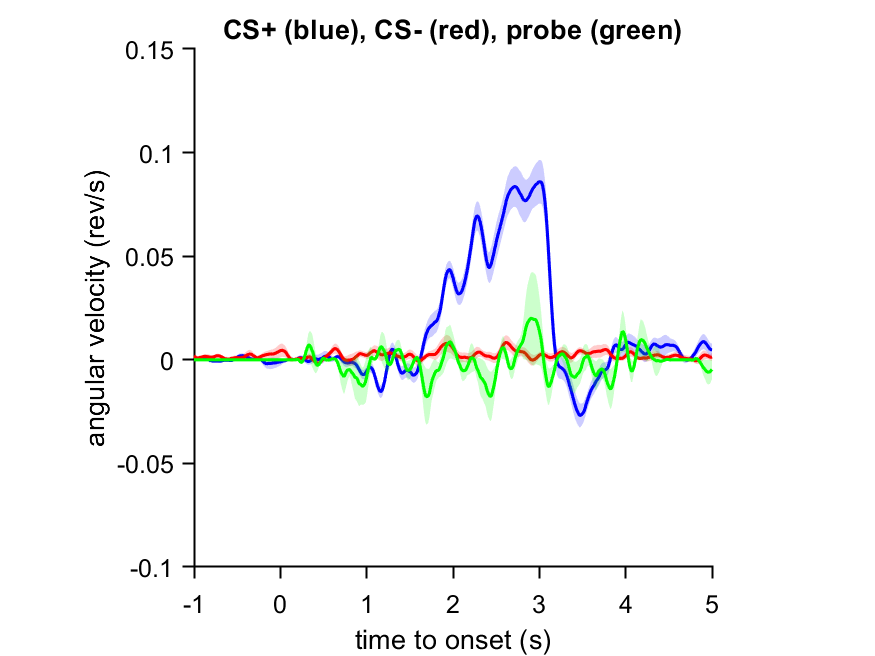 CS+ (blue), CS- (red), probe (green)
0.15
0.1
0.05
0
-0.05
-0.1
angular velocity (rev/s)
-1 0 1 2 3 4 5
time to onset (s)